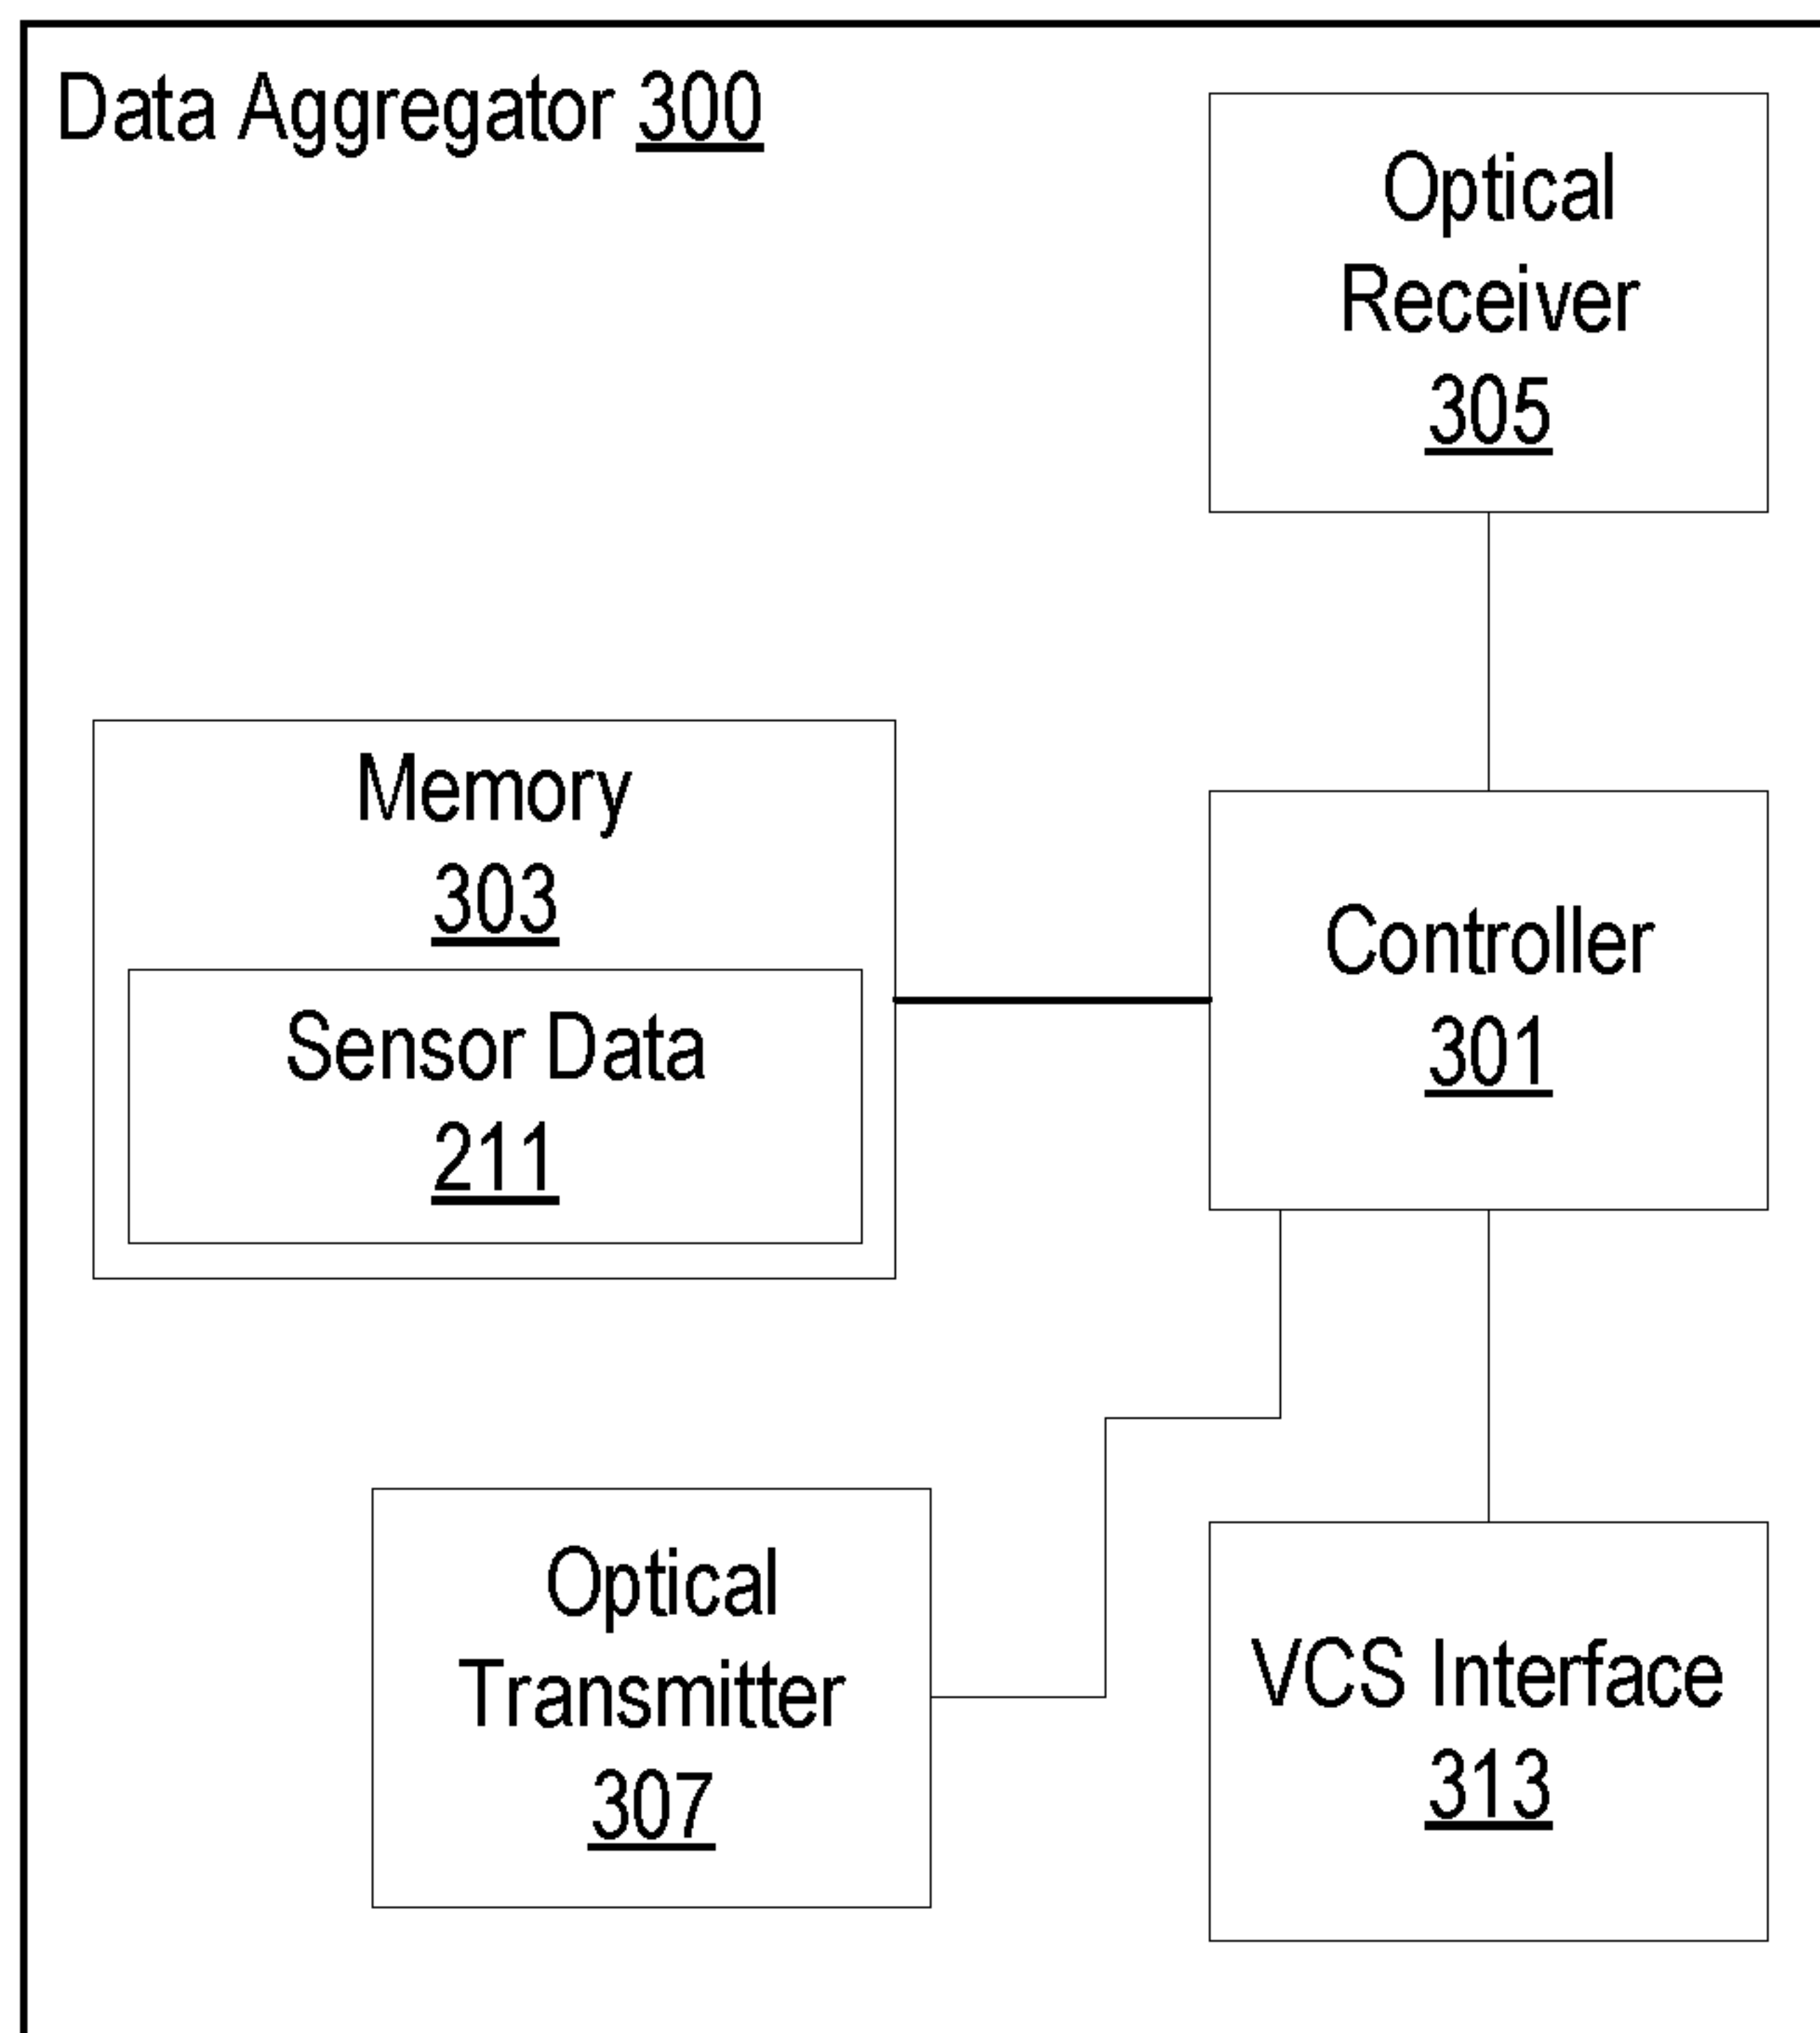 Data Aggregator 300
Optical
Receiver
305
Memory
303
Sensor Data
211
Controller
301
Optical
Transmitter
307
VCS Interface
313